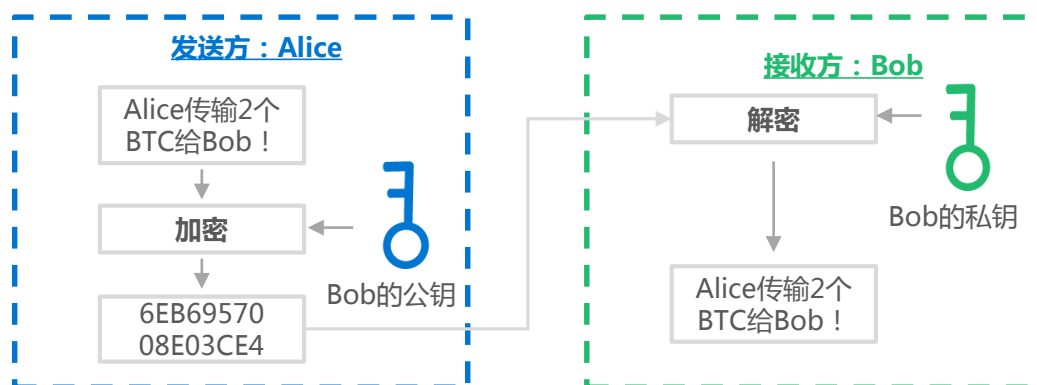 发送方：Alice
Alice传输2个
BTC给Bob！
加密
Bob的公钥
6EB69570
08E03CE4
接收方：Bob
解密
Bob的私钥
Alice传输2个
BTC给Bob！